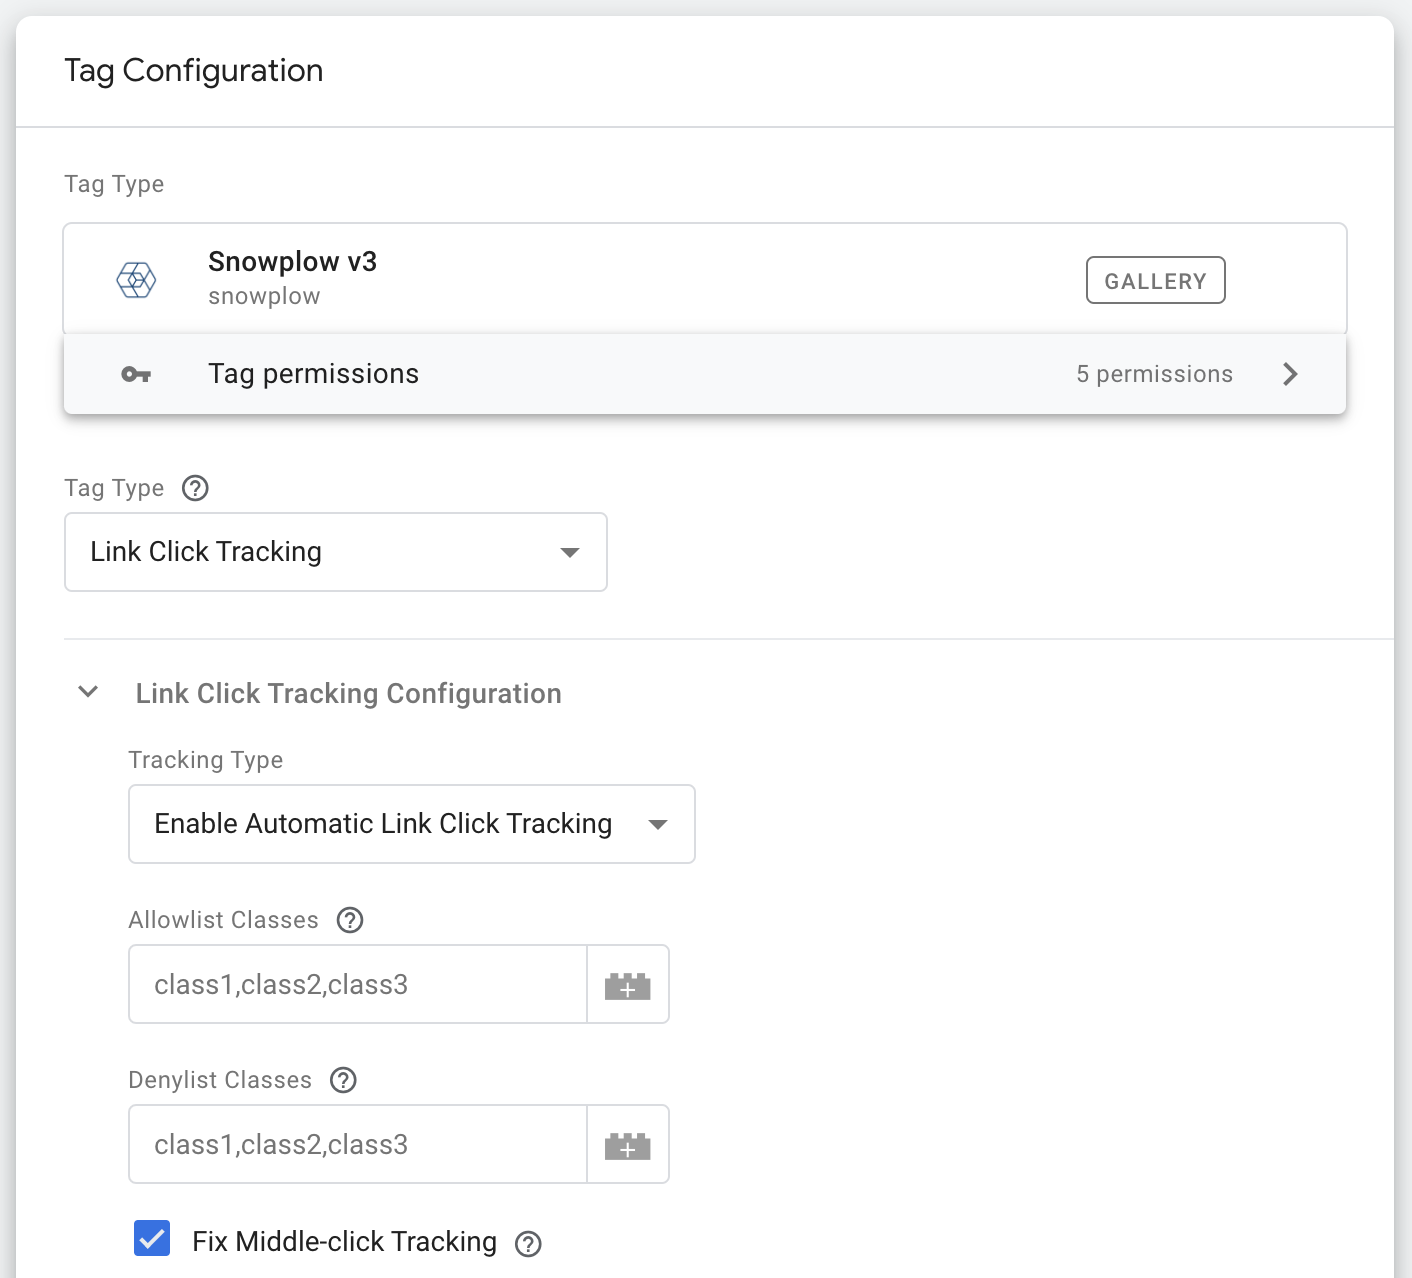 Tag Configuration
Tag Type
Snowplow v3
snowplow
GALLERY
Tag permissions
5 permissions
Tag Type
Link Click Tracking
Link Click Tracking Configuration
Tracking Type
Enable Automatic Link Click Tracking
Allowlist Classes
class1,class2,class3
Denylist Classes
class1,class2,class3
Fix Middle-click Tracking